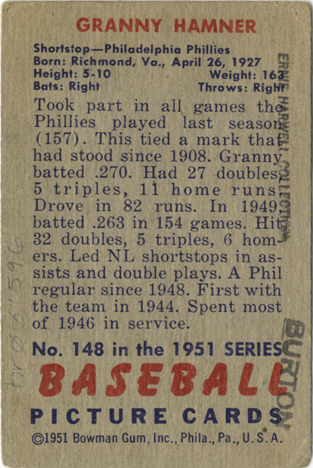 GRANNY HAMNER
Shortstop—Philadelphia Phillies
Born: Richmond, Va., April 26, 1927
Height: 5-10 Weight: 163
Bats: Right Throws: Right
Took part in all games the
Phillies played last season
(157). This tied a mark that
had stood since 1908. Granny
batted .270. Had 27 doubles,
5 triples, 11 home runs.
Drove in 82 runs. In 1949,
batted .263 in 154 games. Hit
32 doubles, 5 triples, 6 hom-
ers. Led NL shortstops in as-
sists and double plays. A Phil
regular since 1948. First with
the team in 1944. Spent most
of 1946 in service.
No. 148 in the 1951 SERIES
BASEBALL
PICTURE CARDS
©1951 Bowman Gum, Inc., Phila., Pa., U.S.A.
ERNIE HARWELL COLLECTION
BURTON